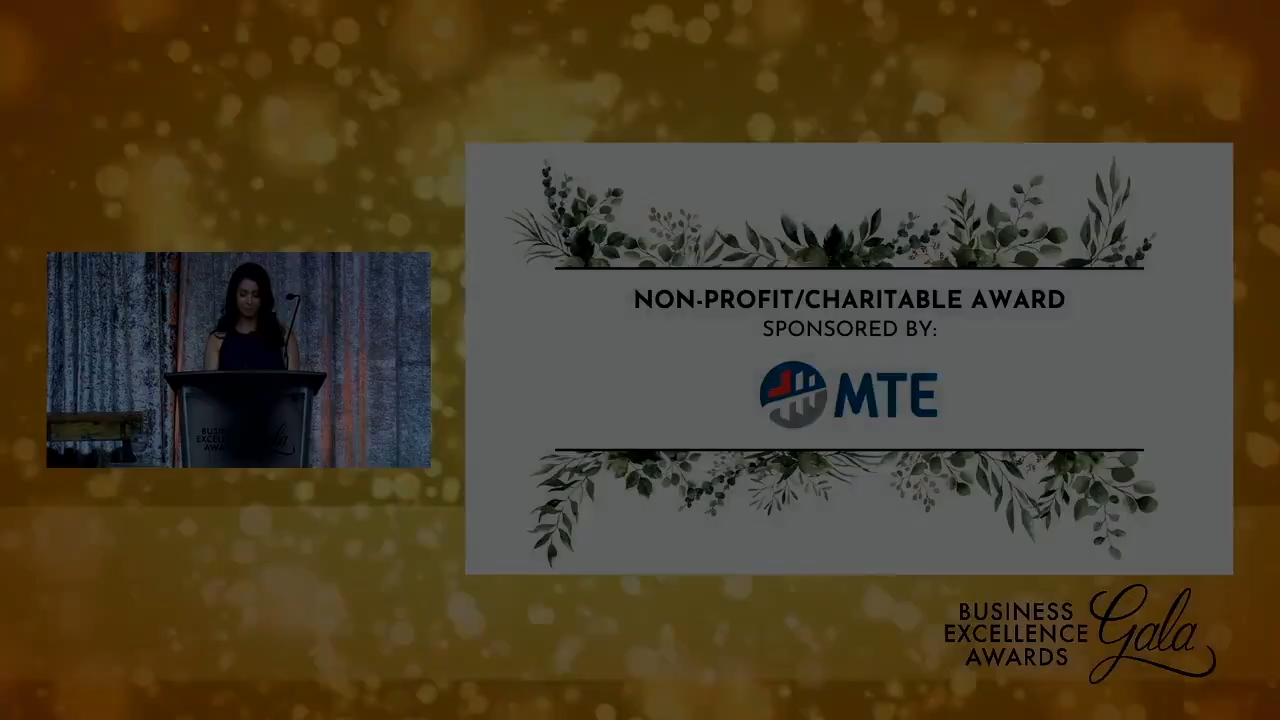 NON-PROFIT/CHARITABLE AWARD
SPONSORED BY:
MTE
BUSINESS
EXCELLENCE
AWARDS
Gala